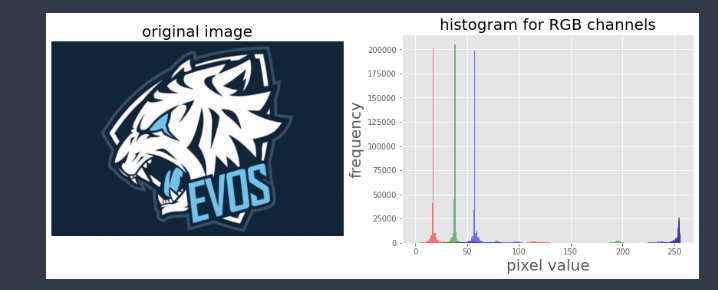 original image
EVOS
histogram for RGB channels
frequency
200000
175000
150000
125000
100000
75000
50000
25000
0
0 50 100 150 200 250
pixel value